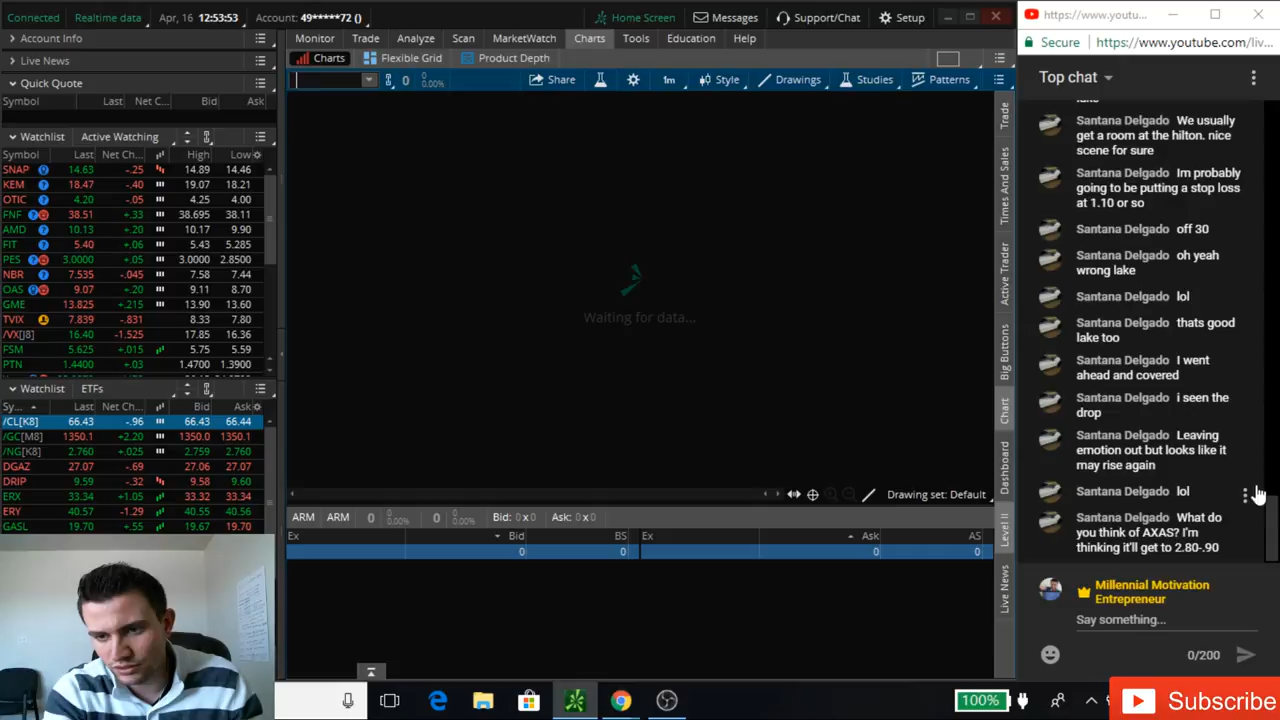 Connected Realtime data Apr, 16 12:53:53 Account: 49*****72 () Home Screen Messages Support/Chat Setup
Account Info
Live News
Quick Quote
Symbol Last Net C... Bid Ask
Watchlist Active Watching
Symbol Last Net Ch... High Low
SNAP 14.63 -.25 14.89 14.46
KEM 18.47 -.40 19.07 18.21
OTIC 4.20 -.05 4.25 4.00
FNF 38.51 +.33 38.695 38.11
AMD 10.13 +.20 10.17 9.90
FIT 5.40 +.06 5.43 5.285
PES 3.0000 +.05 3.0000 2.8500
NBR 7.535 -.045 7.58 7.44
OAS 9.07 +.20 9.11 8.70
GME 13.825 +.215 13.90 13.60
TVIX 7.839 -.831 8.33 7.80
/VX[J8] 16.40 -1.525 17.85 16.36
FSM 5.625 +.015 5.75 5.59
PTN 1.4400 +.03 1.4700 1.3900
Watchlist ETFs
Sy... Last Net Ch... Bid Ask
/CL[K8] 66.43 -.96 66.43 66.44
/GC[M8] 1350.1 +2.20 1350.0 1350.1
/NG[K8] 2.760 +.025 2.759 2.760
DGAZ 27.07 -.69 27.07 27.07
DRIP 9.59 -.32 9.58 9.60
ERX 33.34 +1.05 33.32 33.34
ERY 40.57 -1.29 40.55 40.56
GASL 19.70 +.55 19.67 19.70
Monitor Trade Analyze Scan MarketWatch Charts Tools Education Help
Charts Flexible Grid Product Depth
0 0.00% Share 1m Style Drawings Studies Patterns
Waiting for data...
Drawing set: Default
ARM ARM 0 0.00% 0 0.00% Bid: 0 x 0 Ask: 0 x 0
Ex Bid BS Ex Ask AS
0 0 0 0
Trade
Times And Sales
Active Trader
Big Buttons
Chart
Dashboard
Level II
Live News
https://www.youtu...
Secure https://www.youtube.com/liv...
Top chat
lake
Santana Delgado We usually
get a room at the hilton. nice
scene for sure
Santana Delgado Im probably
going to be putting a stop loss
at 1.10 or so
Santana Delgado off 30
Santana Delgado oh yeah
wrong lake
Santana Delgado lol
Santana Delgado thats good
lake too
Santana Delgado I went
ahead and covered
Santana Delgado i seen the
drop
Santana Delgado Leaving
emotion out but looks like it
may rise again
Santana Delgado lol
Santana Delgado What do
you think of AXAS? I'm
thinking it'll get to 2.80-.90
Millennial Motivation
Entrepreneur
Say something...
0/200
100%
Subscribe